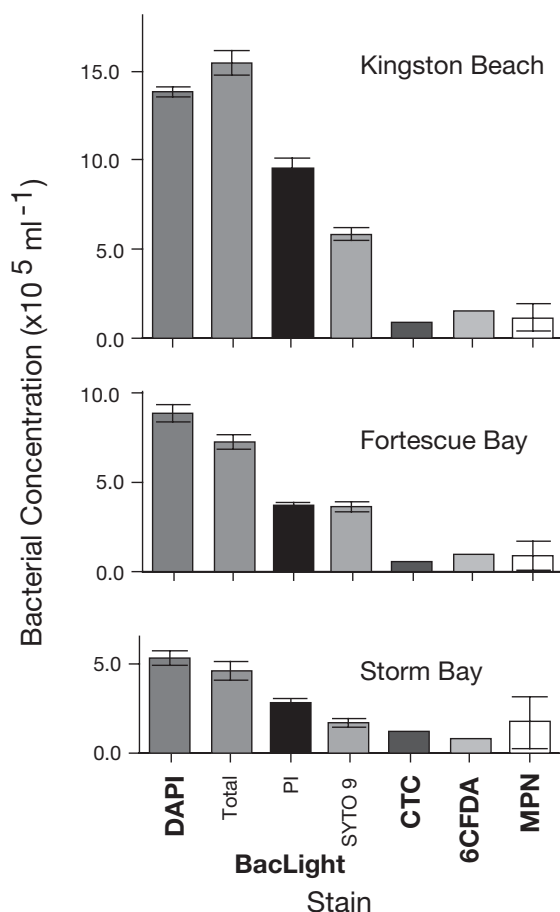 Bacterial Concentration (x10 5 ml -1)
Kingston Beach
15.0
10.0
5.0
0.0
Fortescue Bay
10.0
5.0
0.0
Storm Bay
5.0
0.0
DAPI
Total
PI
SYTO 9
CTC
6CFDA
MPN
BacLight
Stain